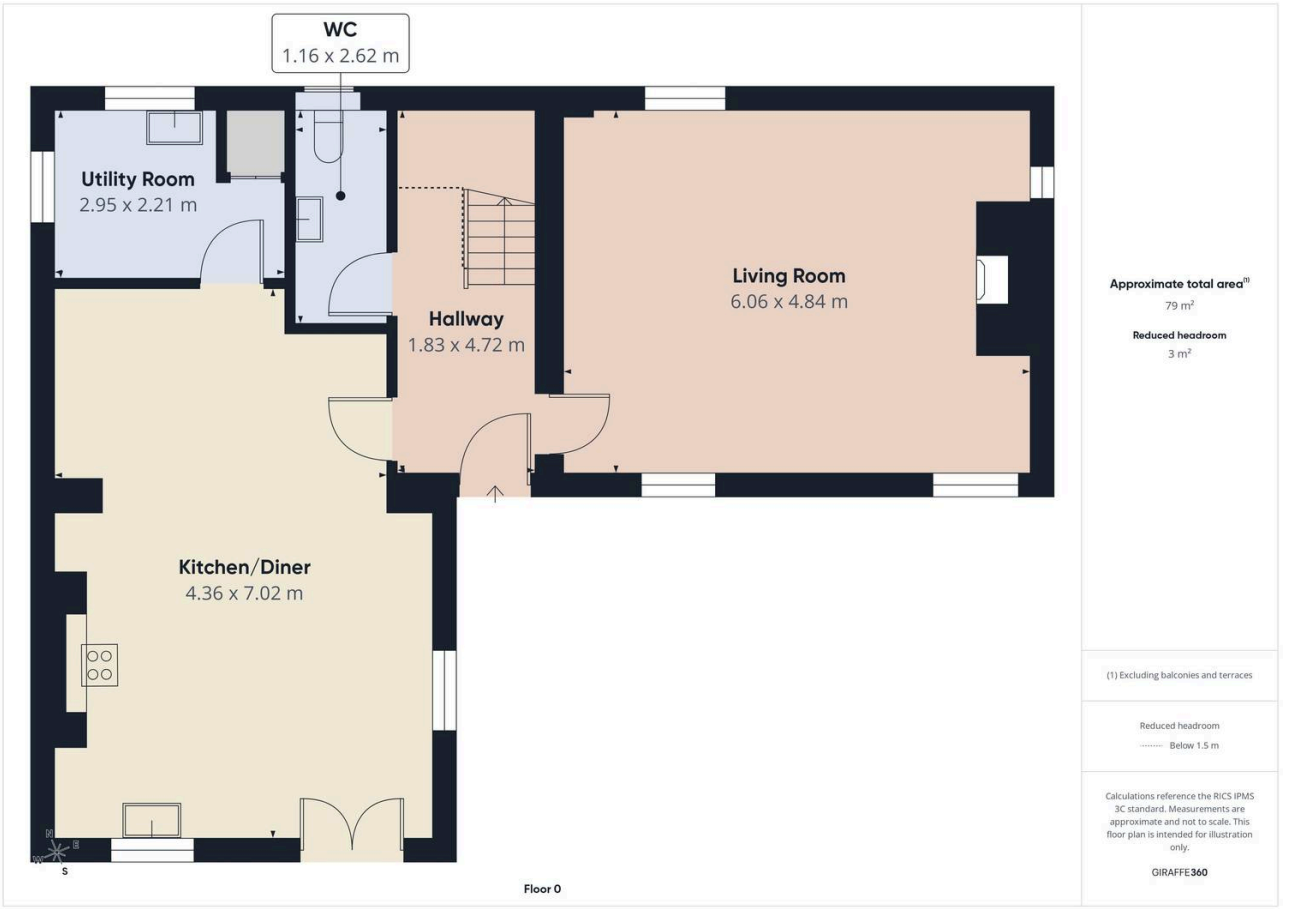 WC
1.16 x 2.62 m
Utility Room
2.95 x 2.21 m
Living Room
6.06 x 4.84 m
Hallway
1.83 x 4.72 m
Kitchen/Diner
4.36 x 7.02 m
N
E
W
S
Floor 0
Approximate total area(1)
79 m²
Reduced headroom
3 m²
(1) Excluding balconies and terraces
Reduced headroom
Below 1.5 m
Calculations reference the RICS IPMS
3C standard. Measurements are
approximate and not to scale. This
floor plan is intended for illustration
only.
GIRAFFE360